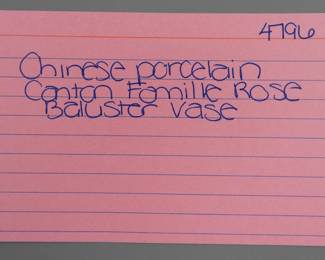 4796
Chinese porcelain
Canton Famille Rose
Baluster Vase